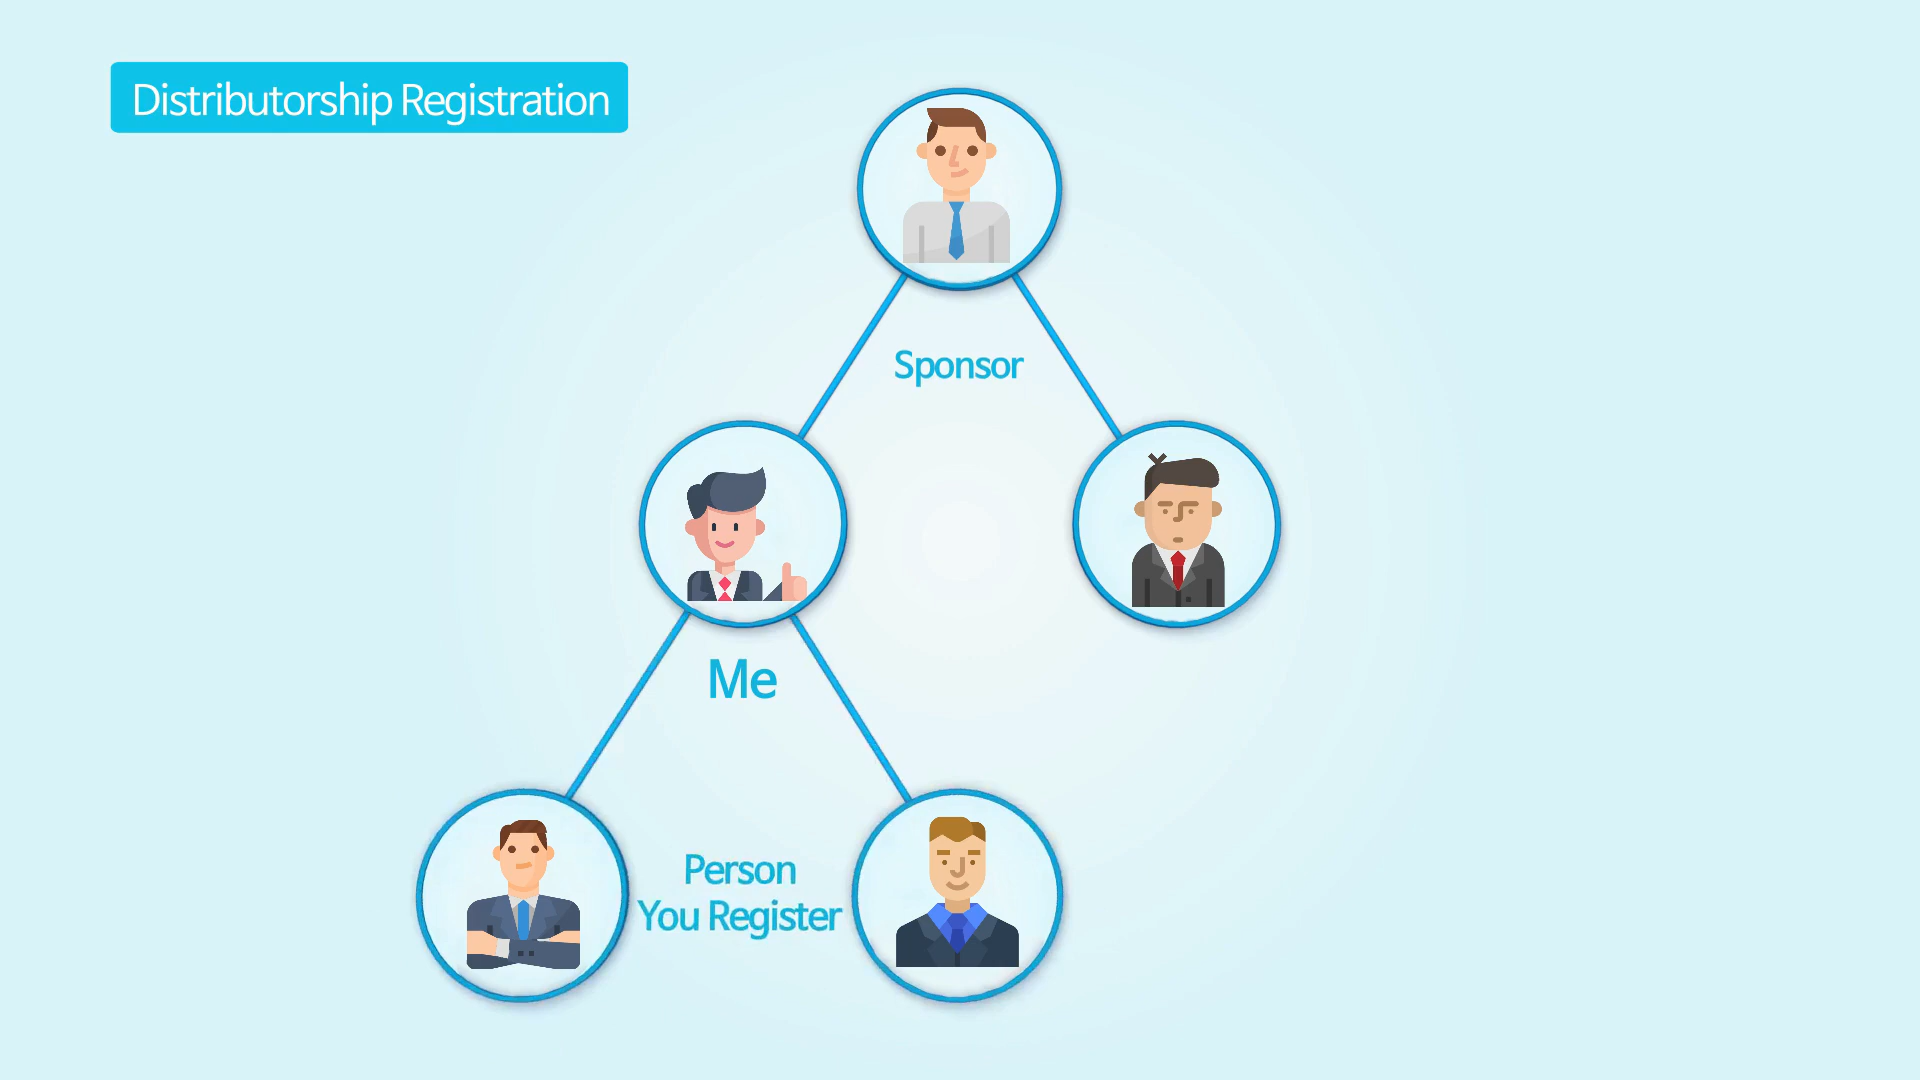 Distributorship Registration
Sponsor
Me
Person
You Register